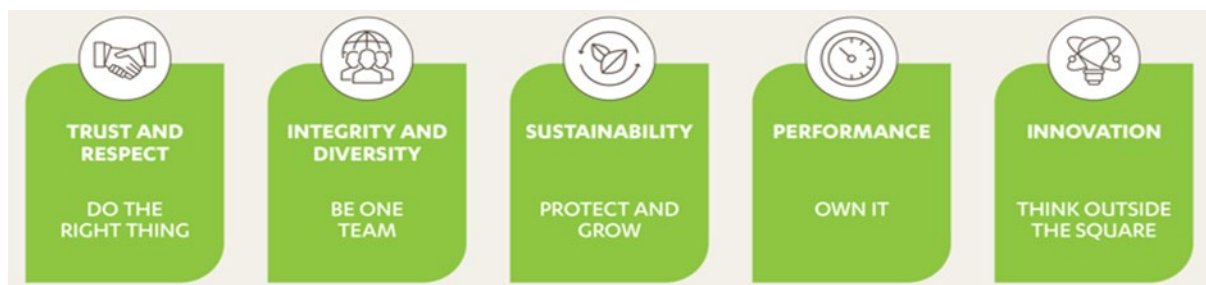 TRUST AND
RESPECT
DO THE
RIGHT THING
INTEGRITY AND
DIVERSITY
BE ONE
TEAM
SUSTAINABILITY
PROTECT AND
GROW
PERFORMANCE
OWN IT
INNOVATION
THINK OUTSIDE
THE SQUARE